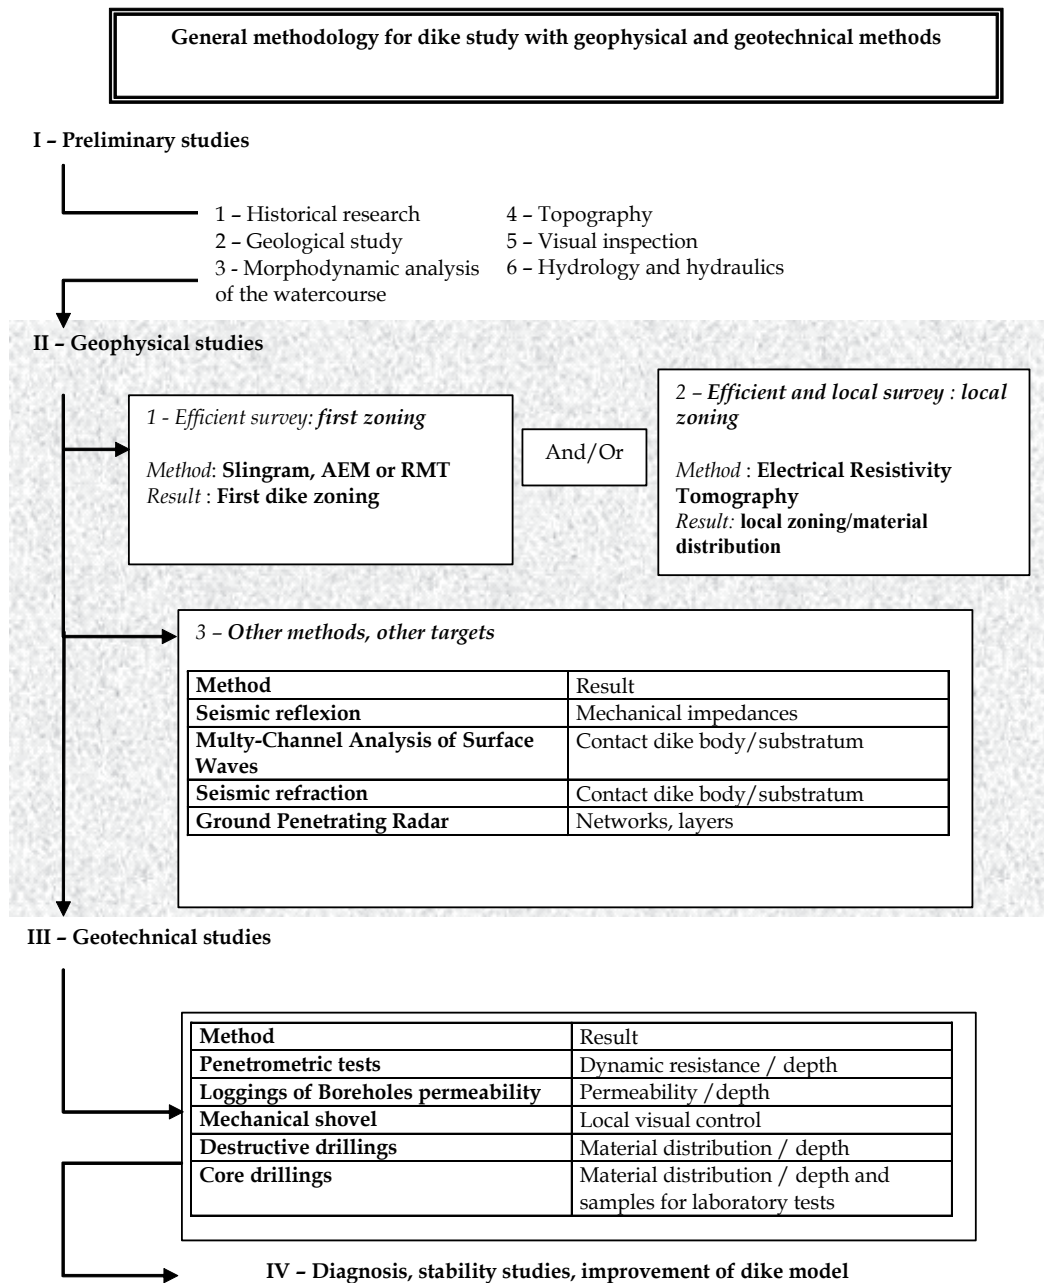 General methodology for dike study with geophysical and geotechnical methods
I – Preliminary studies
1 – Historical research
2 – Geological study
3 - Morphodynamic analysis
of the watercourse
4 – Topography
5 – Visual inspection
6 – Hydrology and hydraulics
II – Geophysical studies
1 - Efficient survey: first zoning
Method: Slingram, AEM or RMT
Result : First dike zoning
And/Or
2 – Efficient and local survey : local
zoning
Method : Electrical Resistivity
Tomography
Result: local zoning/material
distribution
3 – Other methods, other targets
Method Result
Seismic reflexion Mechanical impedances
Multy-Channel Analysis of Surface Contact dike body/substratum
Waves
Seismic refraction Contact dike body/substratum
Ground Penetrating Radar Networks, layers
III – Geotechnical studies
Method Result
Penetrometric tests Dynamic resistance / depth
Loggings of Boreholes permeability Permeability /depth
Mechanical shovel Local visual control
Destructive drillings Material distribution / depth
Core drillings Material distribution / depth and
samples for laboratory tests
IV – Diagnosis, stability studies, improvement of dike model